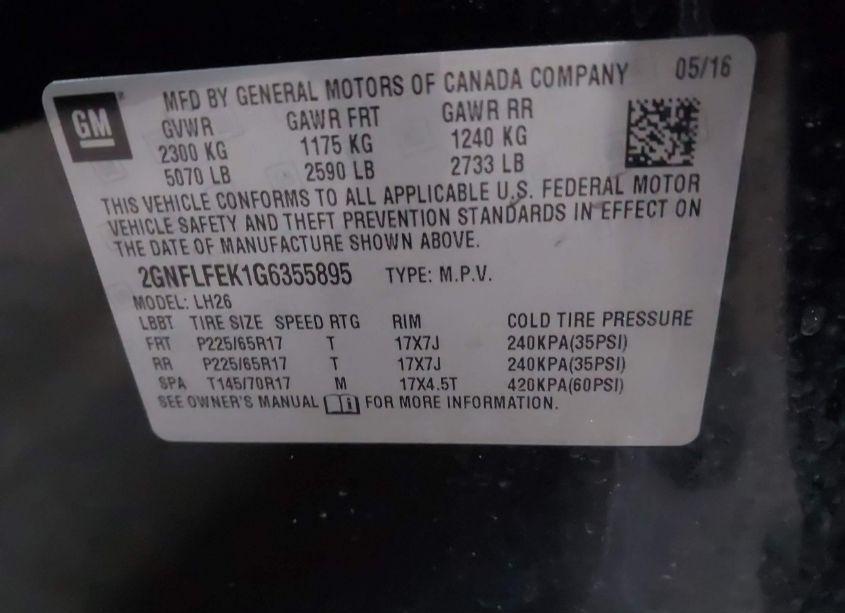 GM
MFD BY GENERAL MOTORS OF CANADA COMPANY 05/16
GVWR GAWR FRT GAWR RR
2300 KG 1175 KG 1240 KG
5070 LB 2590 LB 2733 LB
THIS VEHICLE CONFORMS TO ALL APPLICABLE U.S. FEDERAL MOTOR
VEHICLE SAFETY AND THEFT PREVENTION STANDARDS IN EFFECT ON
THE DATE OF MANUFACTURE SHOWN ABOVE.
2GNFLFEK1G6355895 TYPE: M.P.V.
MODEL: LH26
LBBT TIRE SIZE SPEED RTG RIM COLD TIRE PRESSURE
FRT P225/65R17 T 17X7J 240KPA(35PSI)
RR P225/65R17 T 17X7J 240KPA(35PSI)
SPA T145/70R17 M 17X4.5T 420KPA(60PSI)
SEE OWNER'S MANUAL FOR MORE INFORMATION.